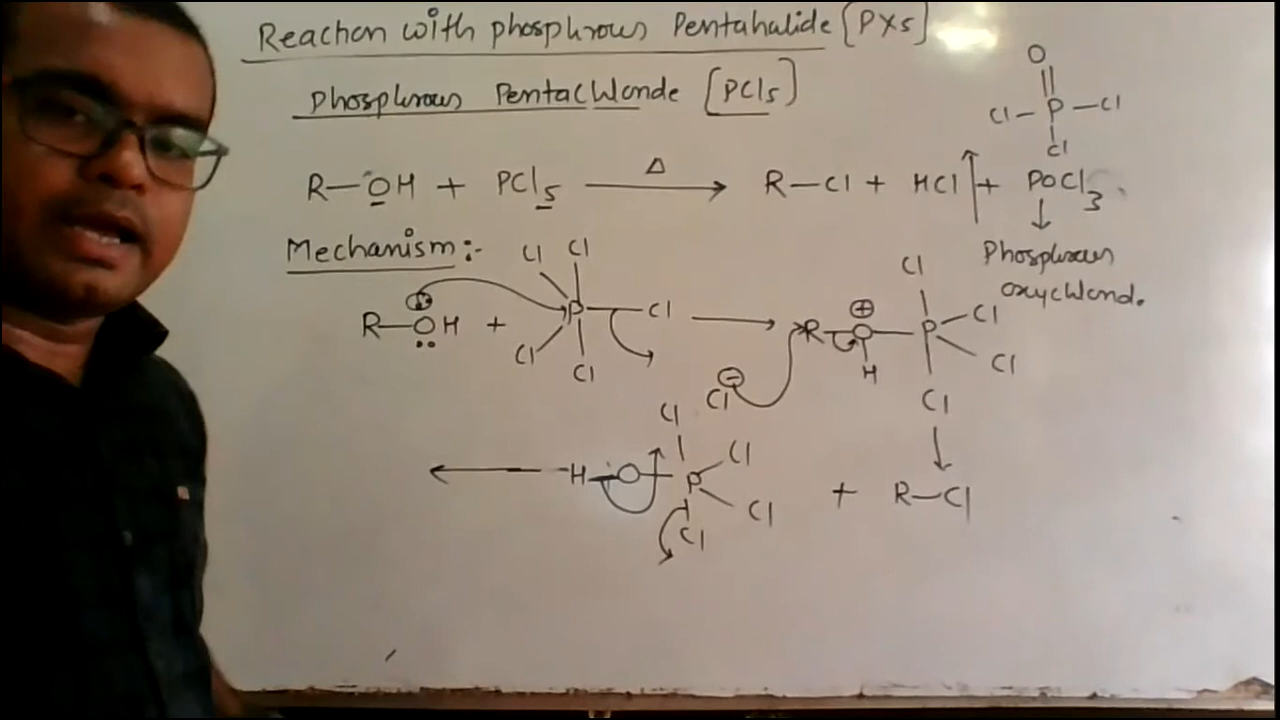 Reaction with phosphrous Pentahalide [PX5]
Phosphrous Pentachloride [PCl5]
O
Cl-P-Cl
Cl
R-OH + PCl5 Δ → R-Cl + HCl↑ + POCl3
↓
Mechanism:-
Phosphrous
oxychlorid.
Cl Cl
R-OH + P Cl →
Cl Cl
Cl⊖
Cl
⊕
R-O-P Cl
H Cl
Cl
↓
Cl
← H-O-P Cl + R-Cl
Cl
Cl